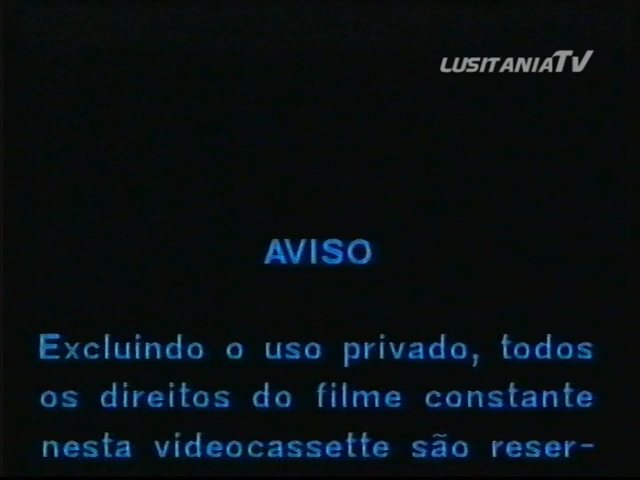 LUSITANIATV
AVISO
Excluindo o uso privado, todos
os direitos do filme constante
nesta videocassette são reser-